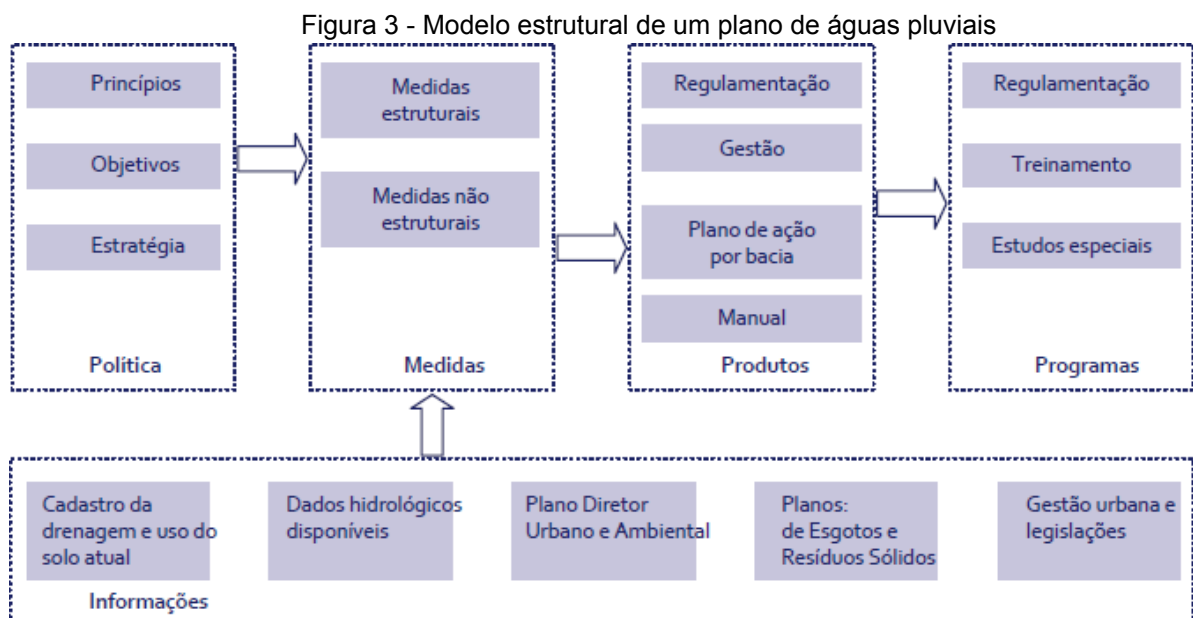 Figura 3 - Modelo estrutural de um plano de águas pluviais
Princípios
Objetivos
Estratégia
Política
Medidas
estruturais
Medidas não
estruturais
Medidas
Regulamentação
Gestão
Plano de ação
por bacia
Manual
Produtos
Regulamentação
Treinamento
Estudos especiais
Programas
Cadastro da
drenagem e uso do
solo atual
Dados hidrológicos
disponíveis
Plano Diretor
Urbano e Ambiental
Planos:
de Esgotos e
Resíduos Sólidos
Gestão urbana e
legislações
Informações